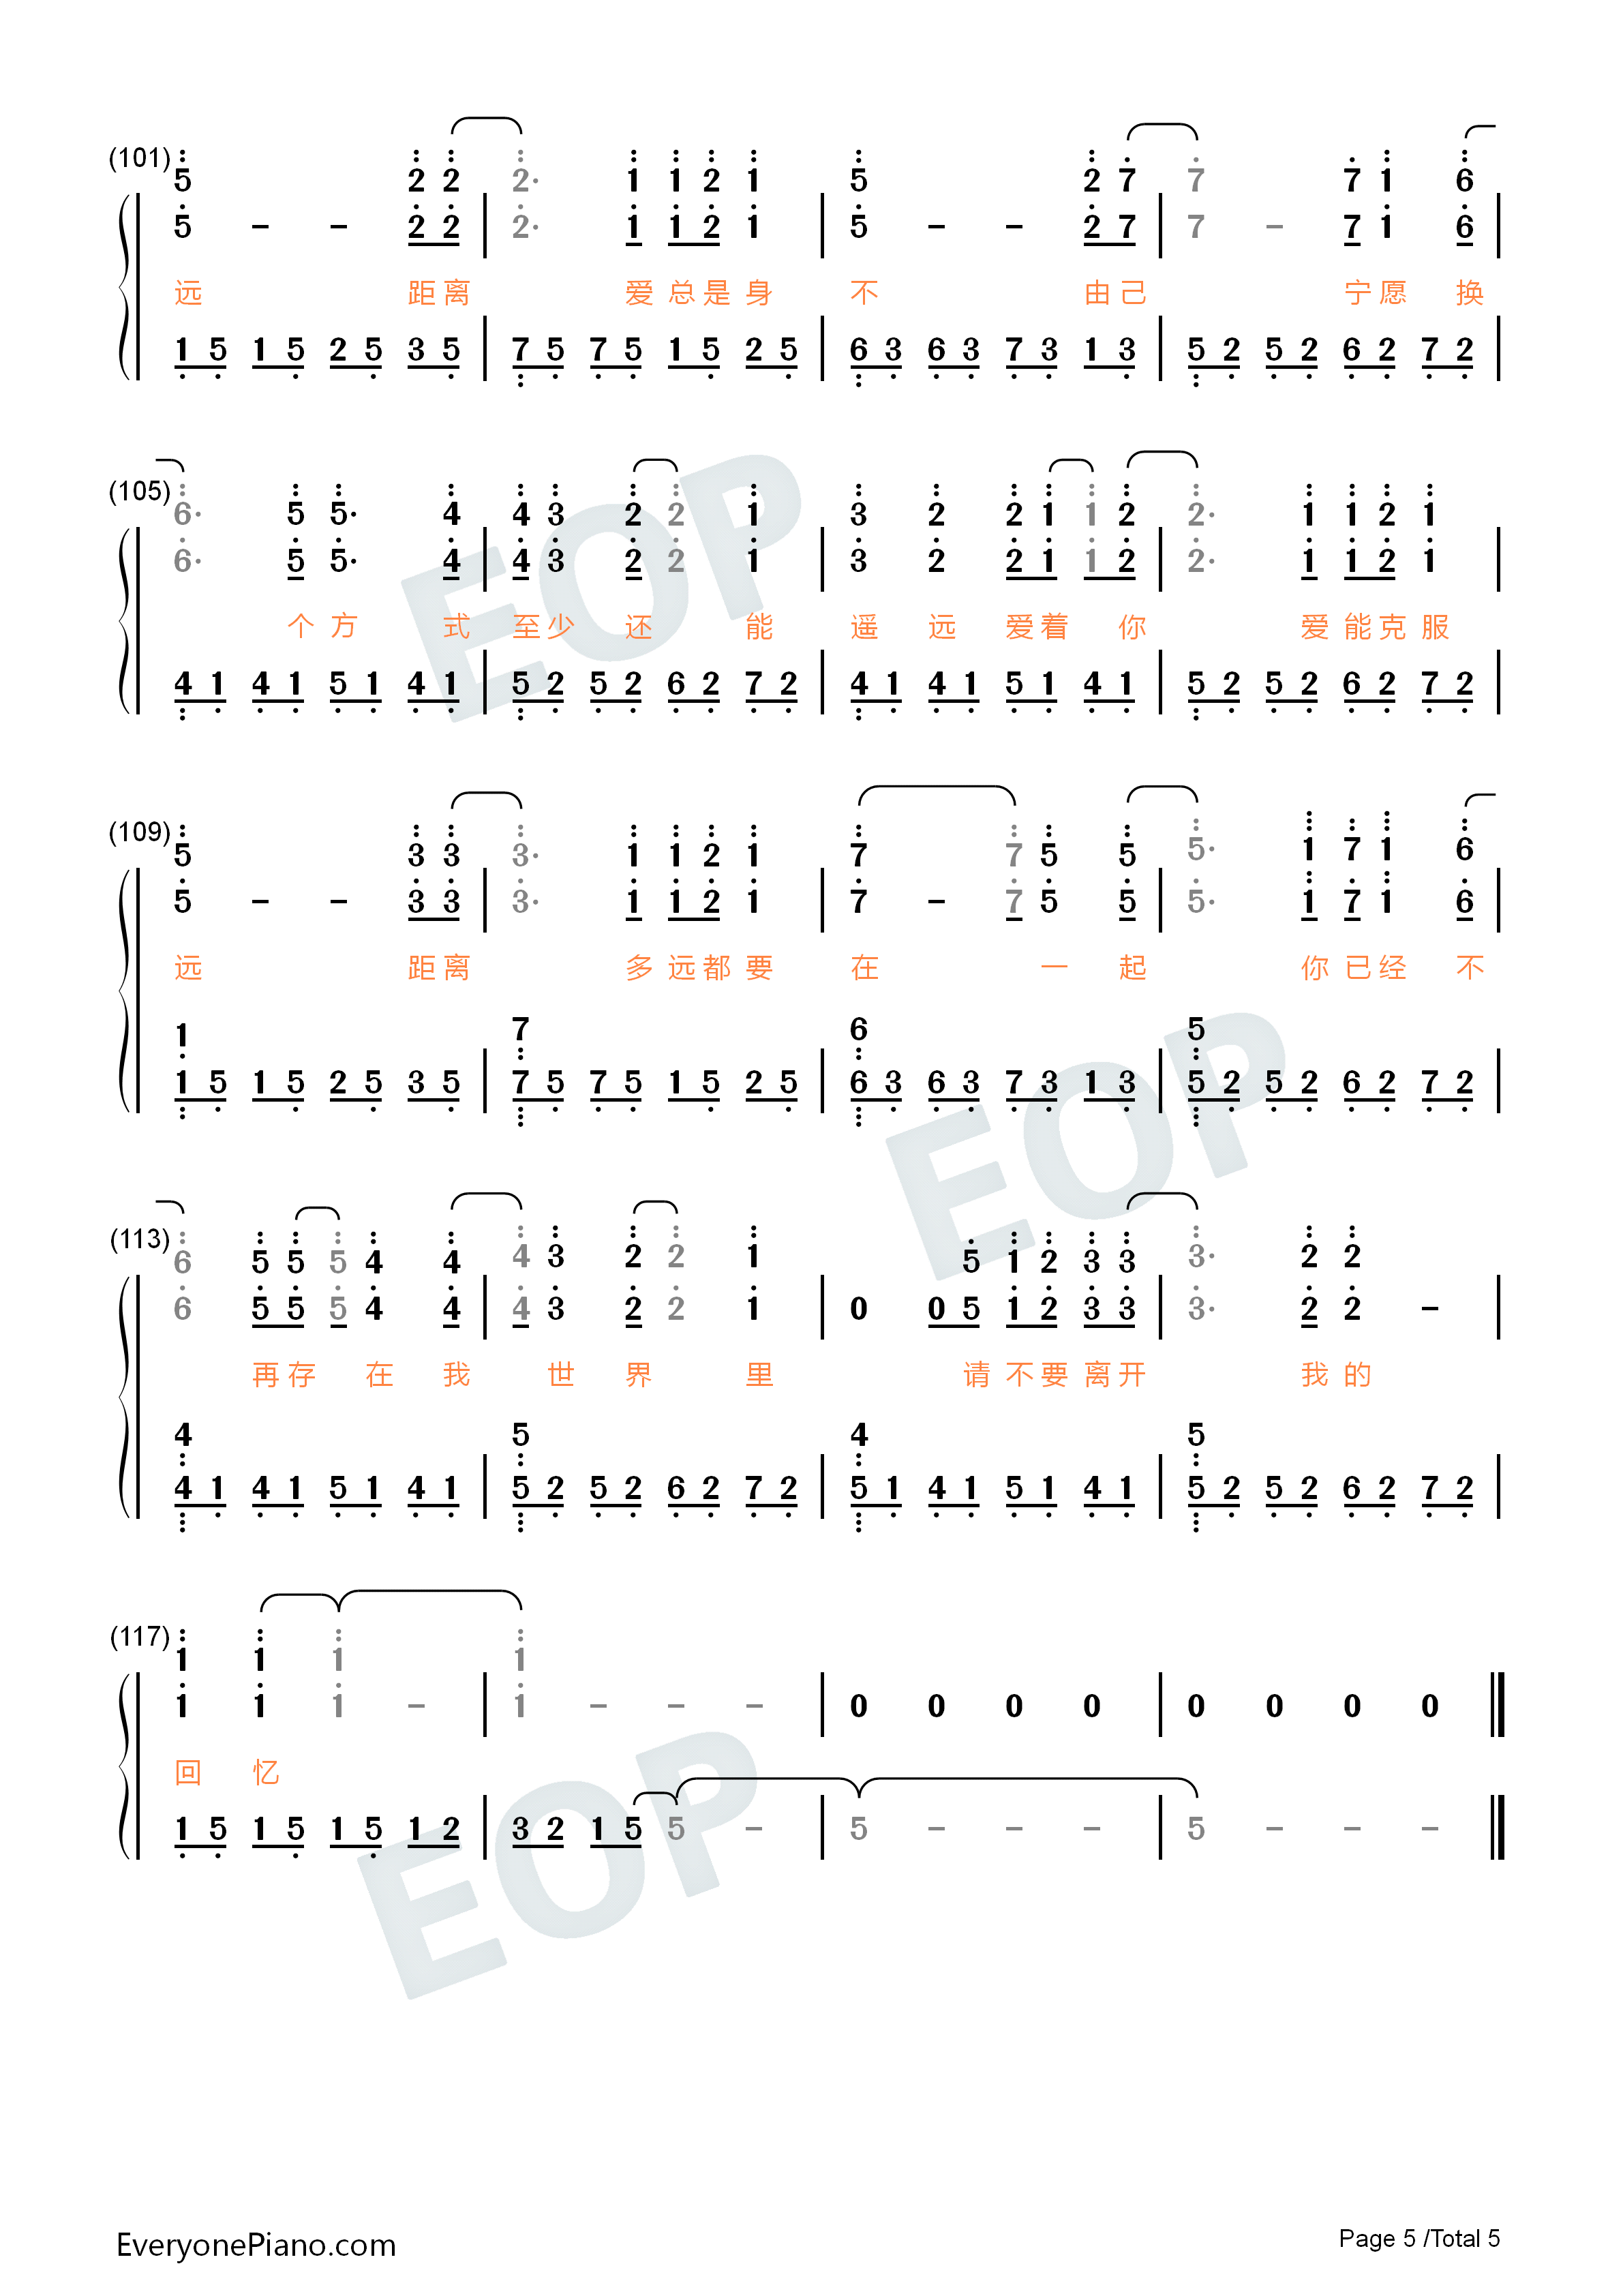 (101)
5 2 2 2· 1 1 2 1 5 2 7 7 7 1 6
5 – – 2 2 2· 1 1 2 1 5 – – 2 7 7 – 7 1 6
远 距 离 爱 总 是 身 不 由 己 宁 愿 换
1 5 1 5 2 5 3 5 7 5 7 5 1 5 2 5 6 3 6 3 7 3 1 3 5 2 5 2 6 2 7 2
(105)
6· 5 5· 4 4 3 2 2 1 3 2 2 1 1 2 2· 1 1 2 1
6· 5 5· 4 4 3 2 2 1 3 2 2 1 1 2 2· 1 1 2 1
个 方 式 至 少 还 能 遥 远 爱 着 你 爱 能 克 服
4 1 4 1 5 1 4 1 5 2 5 2 6 2 7 2 4 1 4 1 5 1 4 1 5 2 5 2 6 2 7 2
(109)
5 3 3 3· 1 1 2 1 7 7 5 5 5· 1 7 1 6
5 – – 3 3 3· 1 1 2 1 7 – 7 5 5 5· 1 7 1 6
远 距 离 多 远 都 要 在 一 起 你 已 经 不
1 7 6 5
1 5 1 5 2 5 3 5 7 5 7 5 1 5 2 5 6 3 6 3 7 3 1 3 5 2 5 2 6 2 7 2
(113)
6 5 5 5 4 4 4 3 2 2 1 5 1 2 3 3 3· 2 2
6 5 5 5 4 4 4 3 2 2 1 0 0 5 1 2 3 3 3· 2 2 –
再 存 在 我 世 界 里 请 不 要 离 开 我 的
4 5 4 5
4 1 4 1 5 1 4 1 5 2 5 2 6 2 7 2 5 1 4 1 5 1 4 1 5 2 5 2 6 2 7 2
(117)
1 1 1 1
1 1 1 – 1 – – – 0 0 0 0 0 0 0 0
回 忆
1 5 1 5 1 5 1 2 3 2 1 5 5 – 5 – – – 5 – – –
EOP
EOP
EOP
EveryonePiano.com
Page 5 /Total 5